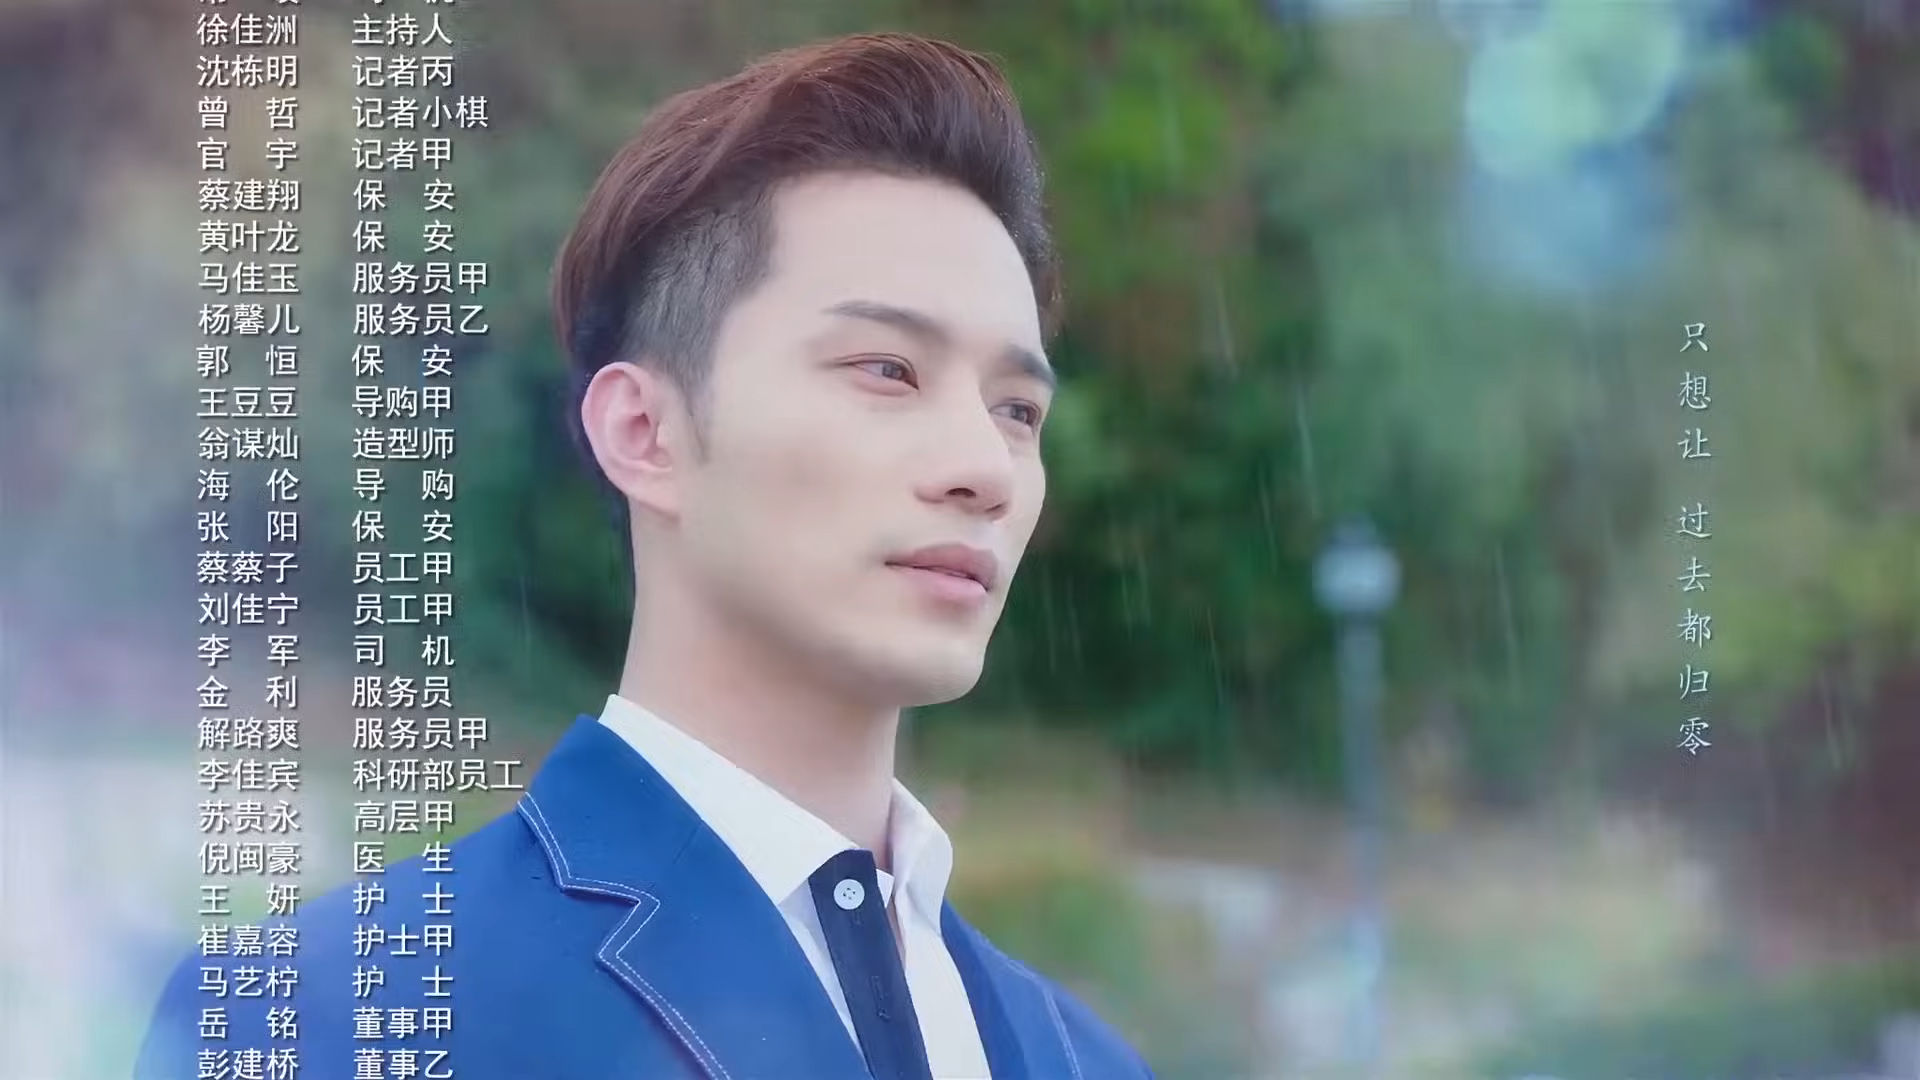 徐佳洲 主持人
沈栋明 记者丙
曾 哲 记者小棋
官 宇 记者甲
蔡建翔 保 安
黄叶龙 保 安
马佳玉 服务员甲
杨馨儿 服务员乙
郭 恒 保 安
王豆豆 导购甲
翁谋灿 造型师
海 伦 导 购
张 阳 保 安
蔡蔡子 员工甲
刘佳宁 员工甲
李 军 司 机
金 利 服务员
解路爽 服务员甲
李佳宾 科研部员工
苏贵永 高层甲
倪闽豪 医 生
王 妍 护 士
崔嘉容 护士甲
马艺柠 护 士
岳 铭 董事甲
彭建桥 董事乙
只想让 过去都归零